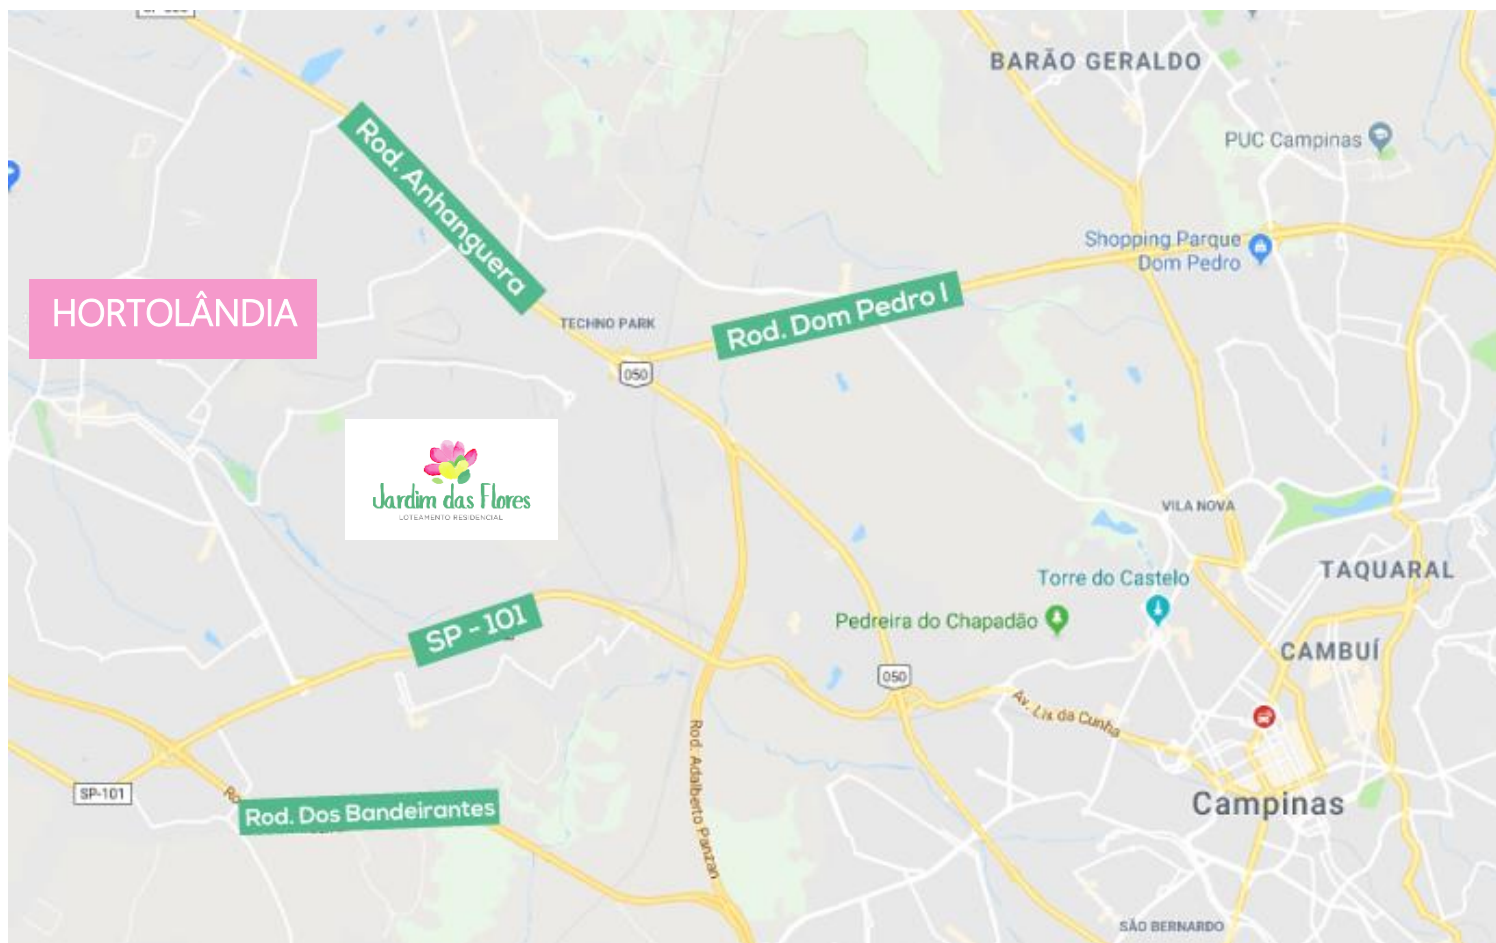 BARÃO GERALDO
PUC Campinas
Rod. Anhanguera
Shopping Parque
Dom Pedro
HORTOLÂNDIA
Rod. Dom Pedro I
TECHNO PARK
050
Jardim das Flores
LOTEAMENTO RESIDENCIAL
VILA NOVA
TAQUARAL
Torre do Castelo
Pedreira do Chapadão
SP - 101
CAMBUÍ
050
Av. Lix da Cunha
Rod. Adalberto Panzan
SP-101
Rod. Dos Bandeirantes
Campinas
SÃO BERNARDO